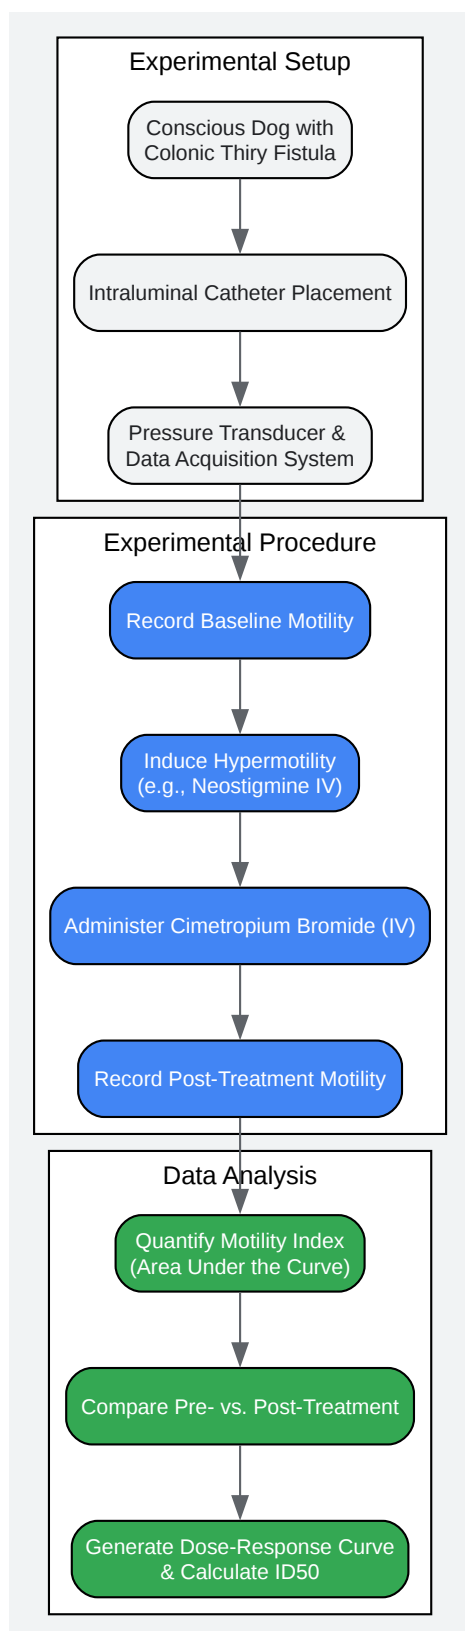 Experimental Setup
Conscious Dog with
Colonic Thiry Fistula
Intraluminal Catheter Placement
Pressure Transducer &
Data Acquisition System
Experimental Procedure
Record Baseline Motility
Induce Hypermotility
(e.g., Neostigmine IV)
Administer Cimetropium Bromide (IV)
Record Post-Treatment Motility
Data Analysis
Quantify Motility Index
(Area Under the Curve)
Compare Pre- vs. Post-Treatment
Generate Dose-Response Curve
& Calculate ID50